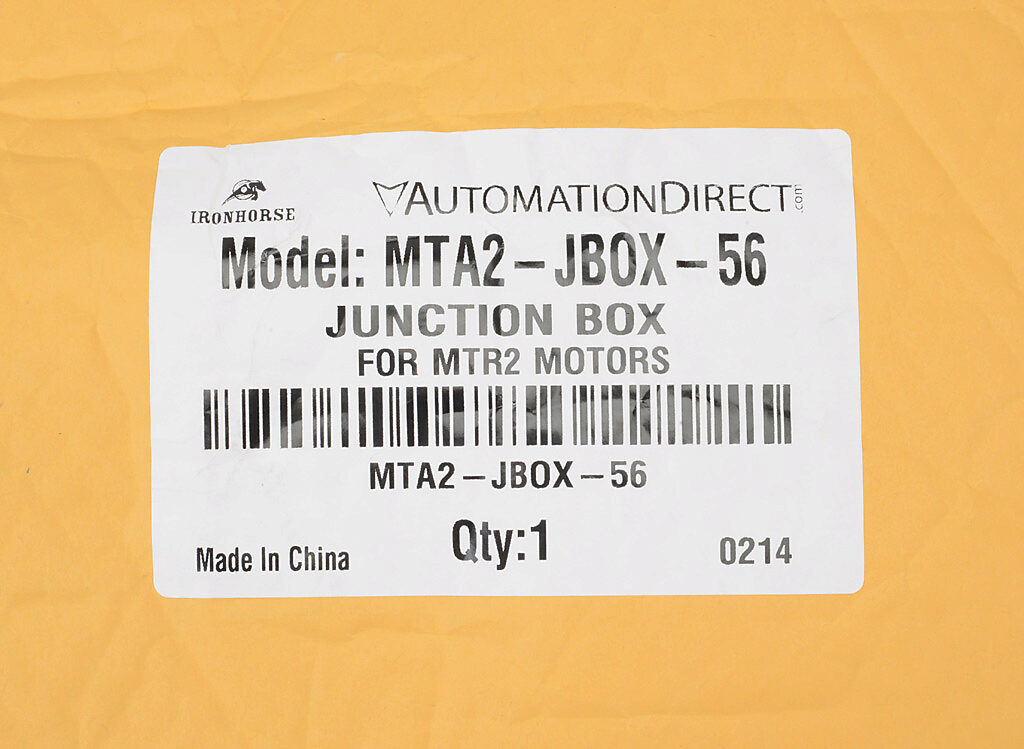 IRONHORSE
AUTOMATIONDIRECT.com
Model: MTA2-JBOX-56
JUNCTION BOX
FOR MTR2 MOTORS
MTA2-JBOX-56
Qty:1
Made In China
0214